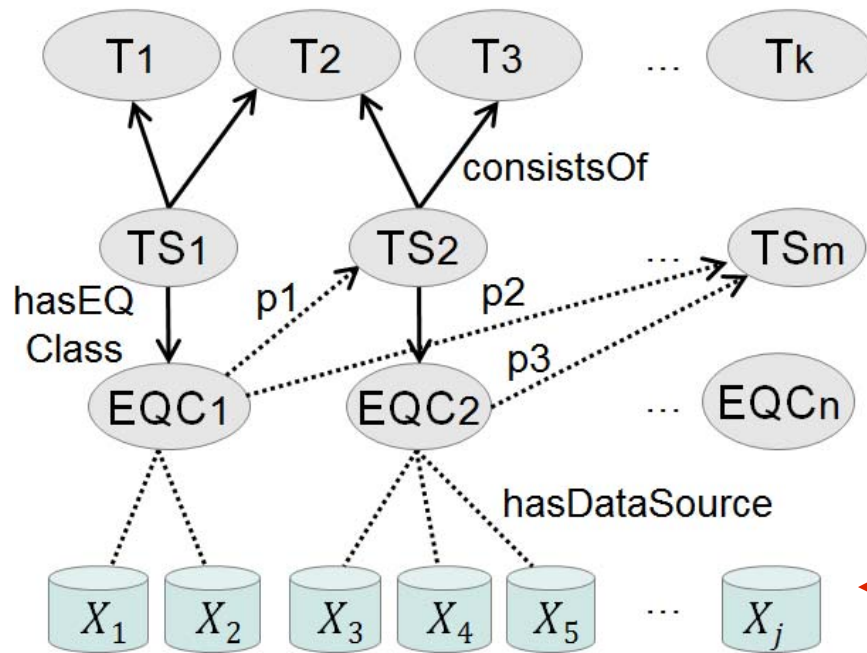 T1 T2 T3 ... Tk
consistsOf
TS1 TS2 ... TSm
hasEQ
Class
p1 p2
p3
EQC1 EQC2 ... EQCn
hasDataSource
X1 X2 X3 X4 X5 ... Xj